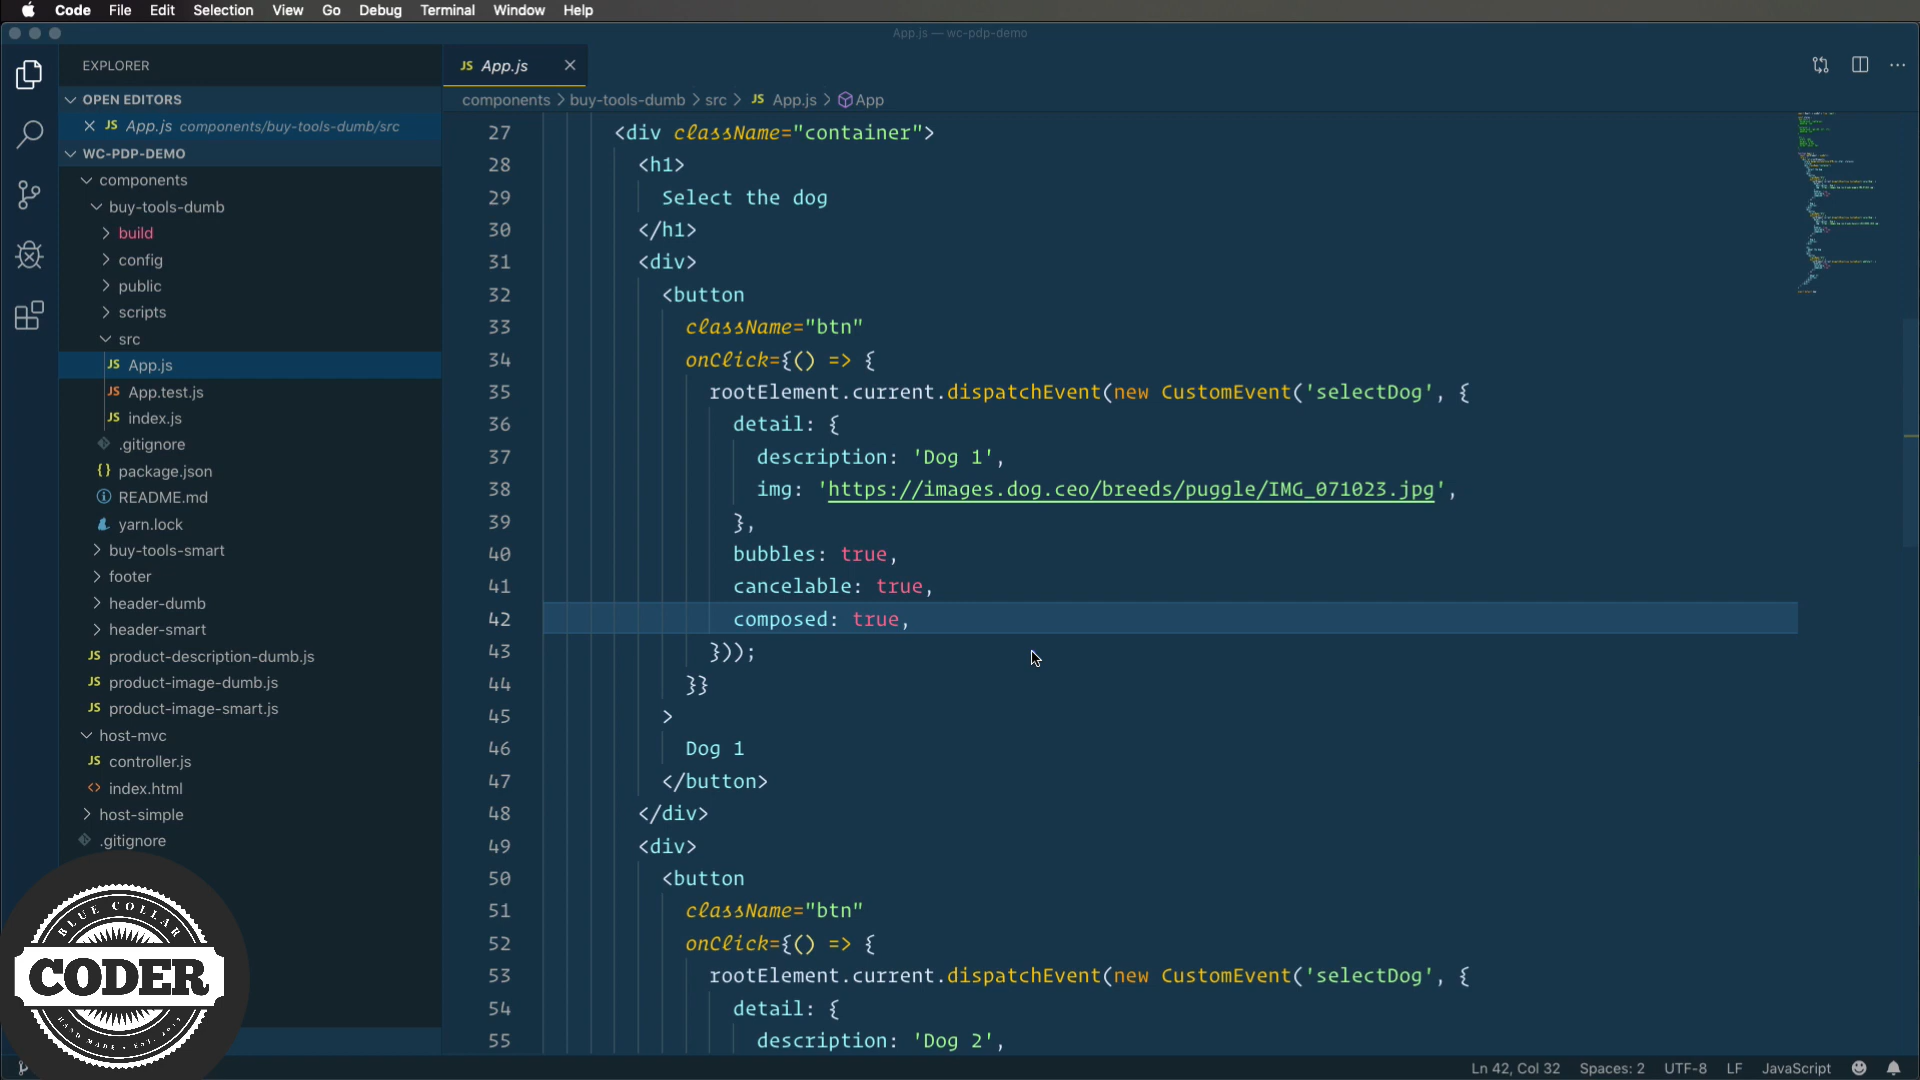 Code File Edit Selection View Go Debug Terminal Window Help
App.js — wc-pdp-demo
EXPLORER
OPEN EDITORS
App.js components/buy-tools-dumb/src
WC-PDP-DEMO
components
buy-tools-dumb
build
config
public
scripts
src
JS App.js
JS App.test.js
JS index.js
.gitignore
{} package.json
README.md
yarn.lock
buy-tools-smart
footer
header-dumb
header-smart
JS product-description-dumb.js
JS product-image-dumb.js
JS product-image-smart.js
host-mvc
JS controller.js
<> index.html
host-simple
.gitignore
BLUE COLLAR
CODER
HAND MADE • EST. 2017
JS App.js
components > buy-tools-dumb > src > JS App.js > App
27 <div className="container">
28 <h1>
29 Select the dog
30 </h1>
31 <div>
32 <button
33 className="btn"
34 onClick={() => {
35 rootElement.current.dispatchEvent(new CustomEvent('selectDog', {
36 detail: {
37 description: 'Dog 1',
38 img: 'https://images.dog.ceo/breeds/puggle/IMG_071023.jpg',
39 },
40 bubbles: true,
41 cancelable: true,
42 composed: true,
43 }));
44 }}
45 >
46 Dog 1
47 </button>
48 </div>
49 <div>
50 <button
51 className="btn"
52 onClick={() => {
53 rootElement.current.dispatchEvent(new CustomEvent('selectDog', {
54 detail: {
55 description: 'Dog 2',
Ln 42, Col 32 Spaces: 2 UTF-8 LF JavaScript